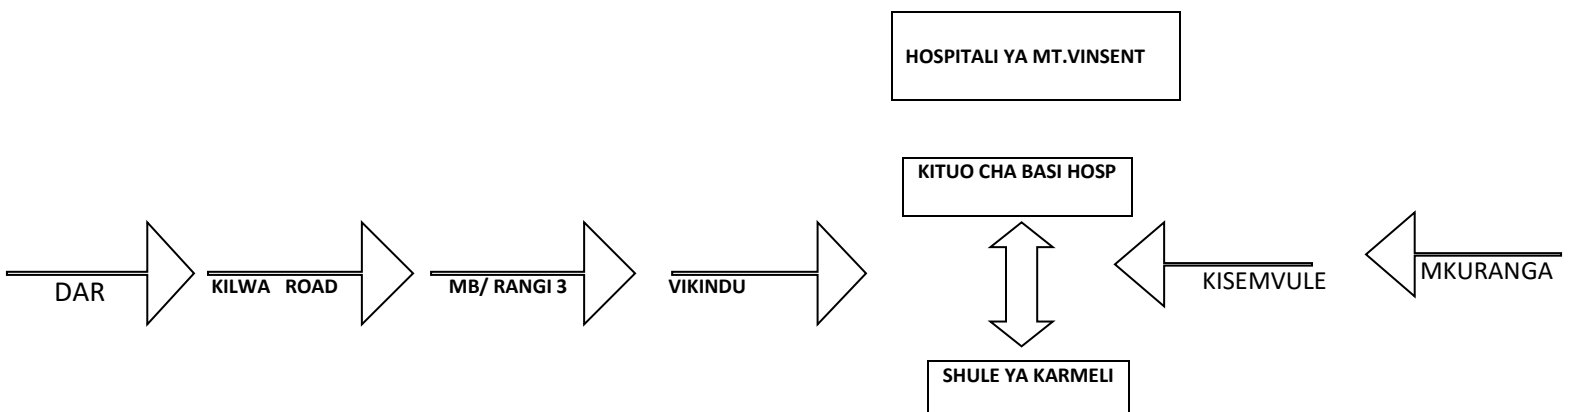 HOSPITALI YA MT.VINSENT
KITUO CHA BASI HOSP
DAR
KILWA ROAD
MB/ RANGI 3
VIKINDU
KISEMVULE
MKURANGA
SHULE YA KARMELI